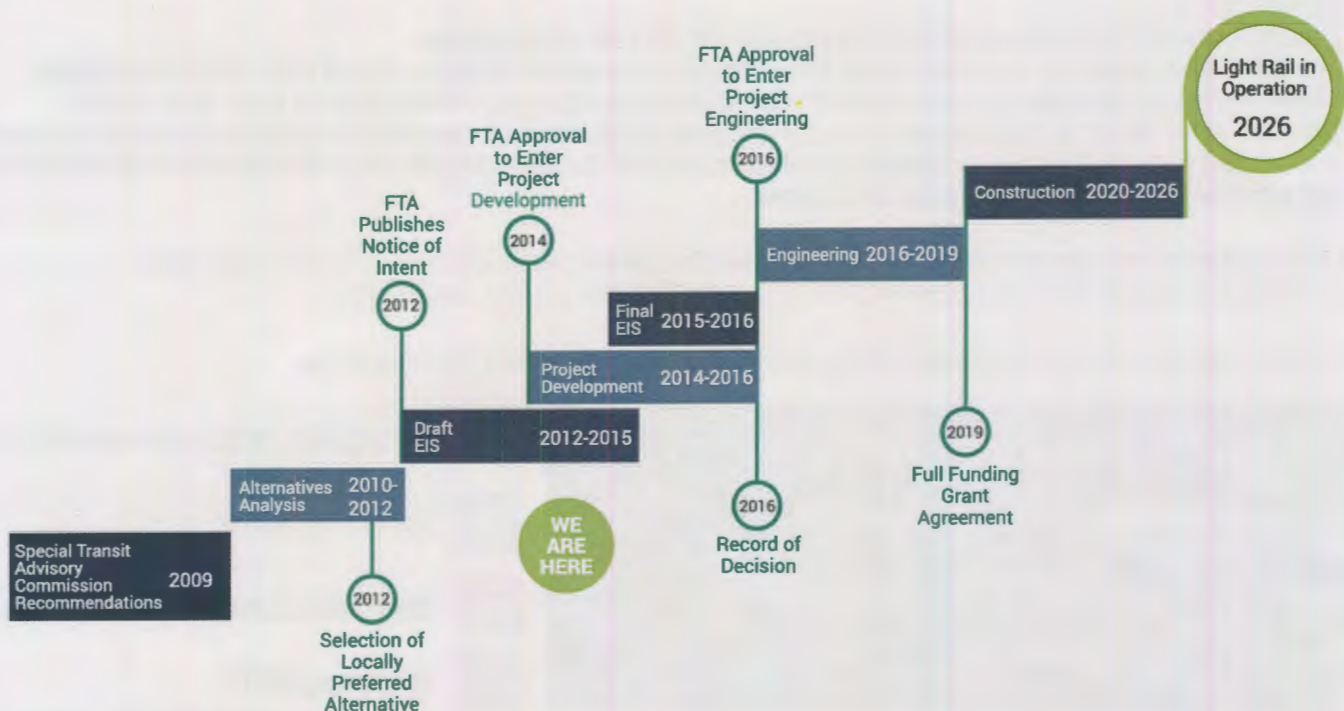 Special Transit
Advisory
Commission
Recommendations
2009
Alternatives
Analysis
2010-
2012
2012
Selection of
Locally
Preferred
Alternative
FTA
Publishes
Notice of
Intent
2012
Draft
EIS
2012-2015
WE
ARE
HERE
FTA Approval
to Enter
Project
Development
2014
Project
Development
2014-2016
Final
EIS
2015-2016
FTA Approval
to Enter
Project
Engineering
2016
2016
Record of
Decision
Engineering 2016-2019
2019
Full Funding
Grant
Agreement
Construction 2020-2026
Light Rail in
Operation
2026